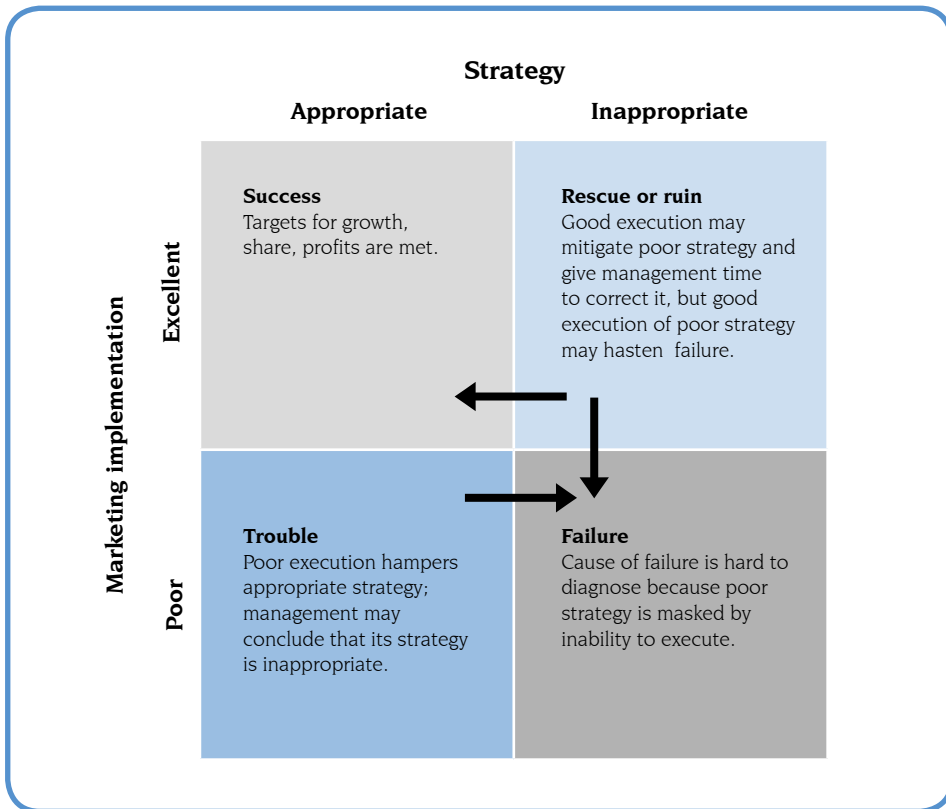 Strategy
Appropriate
Inappropriate
Marketing implementation
Excellent
Success
Targets for growth,
share, profits are met.
Rescue or ruin
Good execution may
mitigate poor strategy and
give management time
to correct it, but good
execution of poor strategy
may hasten failure.
Poor
Trouble
Poor execution hampers
appropriate strategy;
management may
conclude that its strategy
is inappropriate.
Failure
Cause of failure is hard to
diagnose because poor
strategy is masked by
inability to execute.